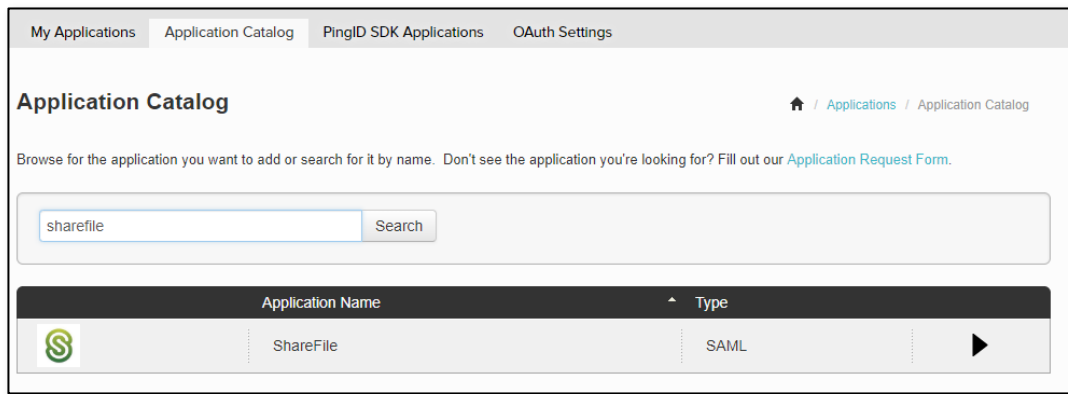 My Applications Application Catalog PingID SDK Applications OAuth Settings
Application Catalog
/ Applications / Application Catalog
Browse for the application you want to add or search for it by name. Don't see the application you're looking for? Fill out our Application Request Form.
sharefile Search
Application Name Type
ShareFile SAML